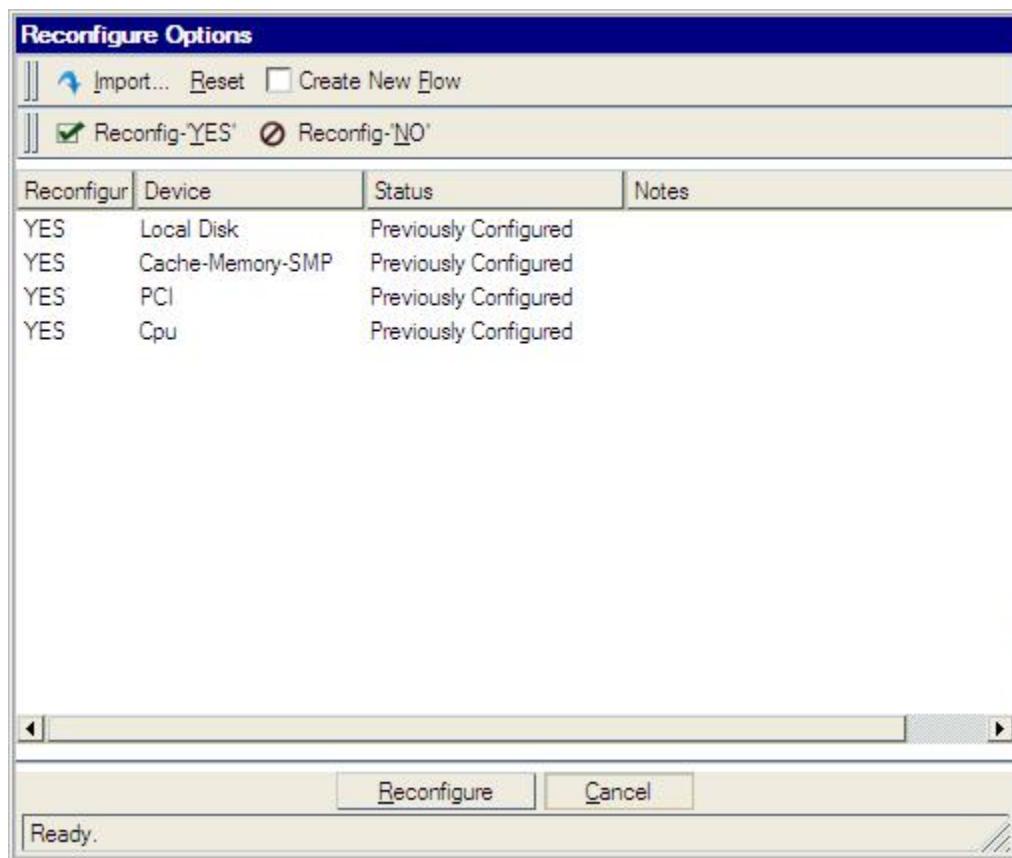 Reconfigure Options
Import... Reset Create New Flow
Reconfig-'YES' Reconfig-'NO'
Reconfigur Device Status Notes
YES Local Disk Previously Configured
YES Cache-Memory-SMP Previously Configured
YES PCI Previously Configured
YES Cpu Previously Configured
Reconfigure Cancel
Ready.